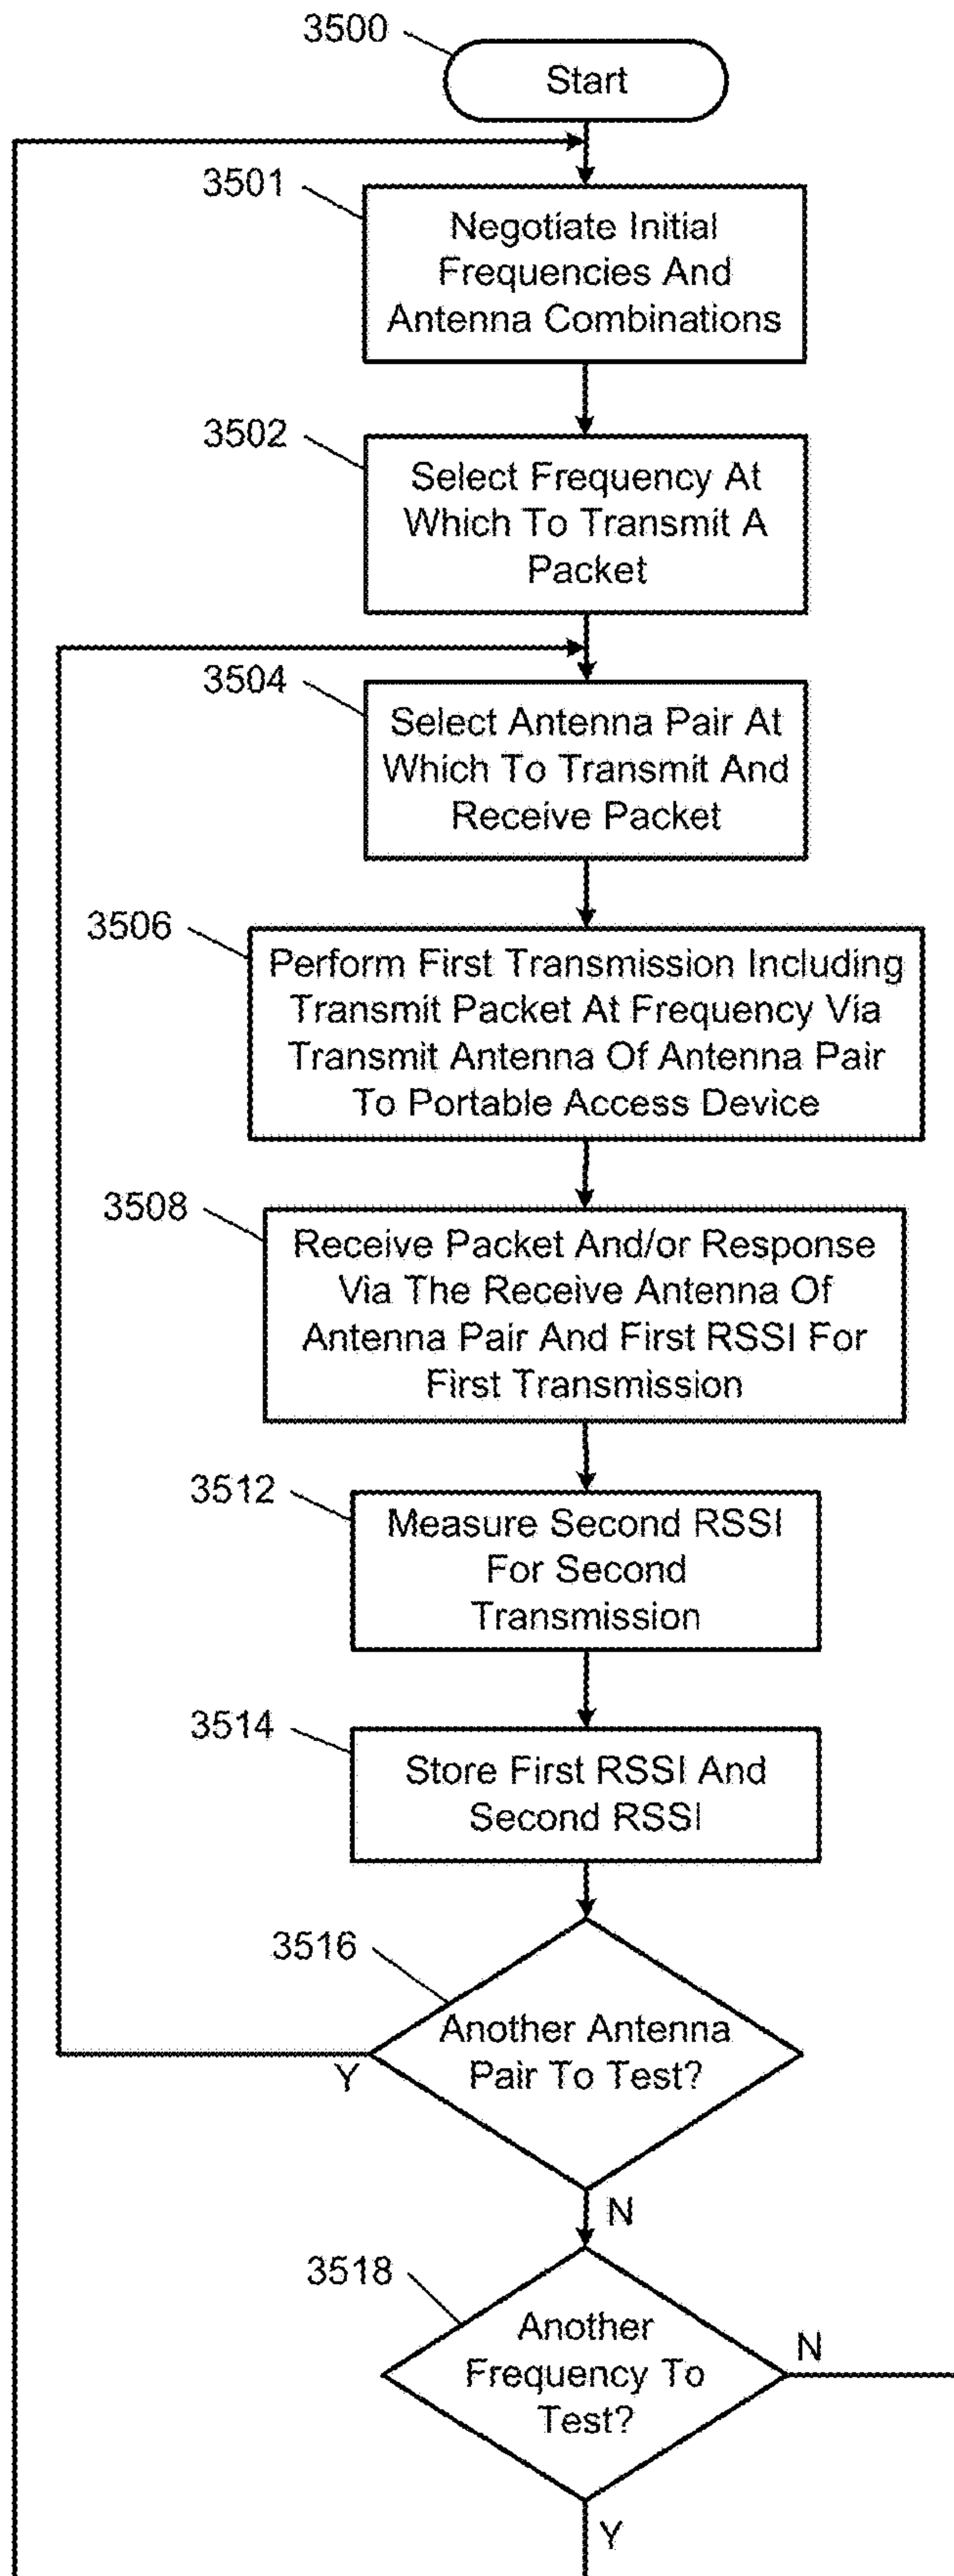 3500
Start
3501
Negotiate Initial
Frequencies And
Antenna Combinations
3502
Select Frequency At
Which To Transmit A
Packet
3504
Select Antenna Pair At
Which To Transmit And
Receive Packet
3506
Perform First Transmission Including
Transmit Packet At Frequency Via
Transmit Antenna Of Antenna Pair
To Portable Access Device
3508
Receive Packet And/or Response
Via The Receive Antenna Of
Antenna Pair And First RSSI For
First Transmission
3512
Measure Second RSSI
For Second
Transmission
3514
Store First RSSI And
Second RSSI
3516
Another Antenna
Pair To Test?
Y
N
3518
Another
Frequency To
Test?
N
Y